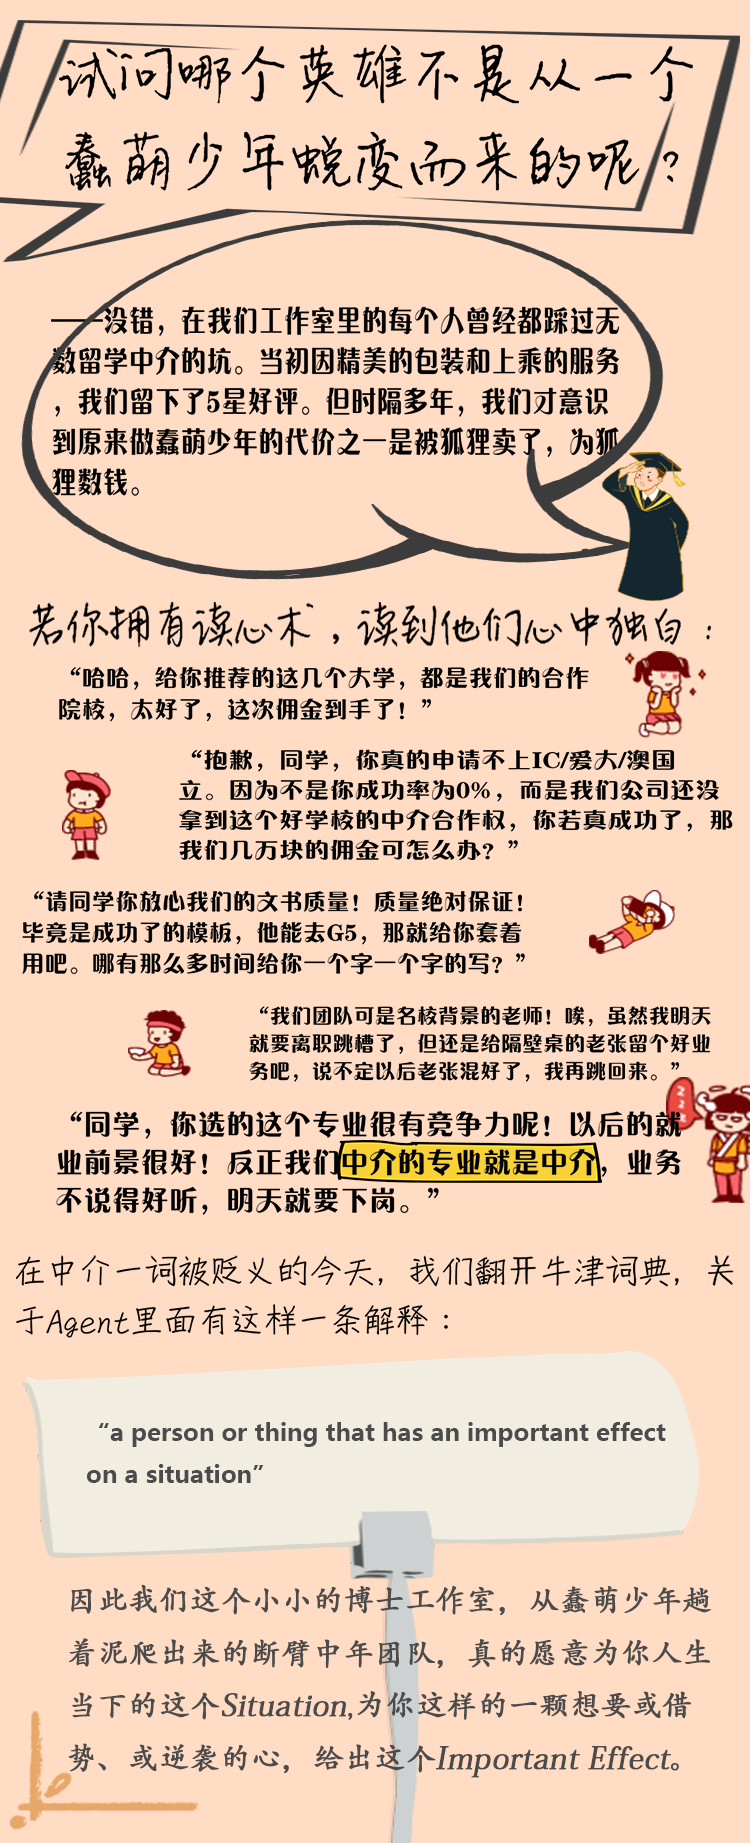 试问哪个英雄不是从一个
蠢萌少年蜕变而来的呢？
——没错，在我们工作室里的每个人曾经都踩过无
数留学中介的坑。当初因精美的包装和上乘的服务
，我们留下了5星好评。但时隔多年，我们才意识
到原来做蠢萌少年的代价之一是被狐狸卖了，为狐
狸数钱。
若你拥有读心术，读到他们心中独白：
“哈哈，给你推荐的这几个大学，都是我们的合作
院校，太好了，这次佣金到手了！”
“抱歉，同学，你真的申请不上IC/爱大/澳国
立。因为不是你成功率为0%，而是我们公司还没
拿到这个好学校的中介合作权，你若真成功了，那
我们几万块的佣金可怎么办？”
“请同学你放心我们的文书质量！质量绝对保证！
毕竟是成功了的模板，他能去G5，那就给你套着
用吧。哪有那么多时间给你一个字一个字的写？”
“我们团队可是名校背景的老师！唉，虽然我明天
就要离职跳槽了，但还是给隔壁桌的老张留个好业
务吧，说不定以后老张混好了，我再跳回来。”
“同学，你选的这个专业很有竞争力呢！以后的就
业前景很好！反正我们中介的专业就是中介，业务
不说得好听，明天就要下岗。”
在中介一词被贬义的今天，我们翻开牛津词典，关
于Agent里面有这样一条解释：
“a person or thing that has an important effect
on a situation”
因此我们这个小小的博士工作室，从蠢萌少年趟
着泥爬出来的断臂中年团队，真的愿意为你人生
当下的这个Situation,为你这样的一颗想要或借
势、或逆袭的心，给出这个Important Effect。